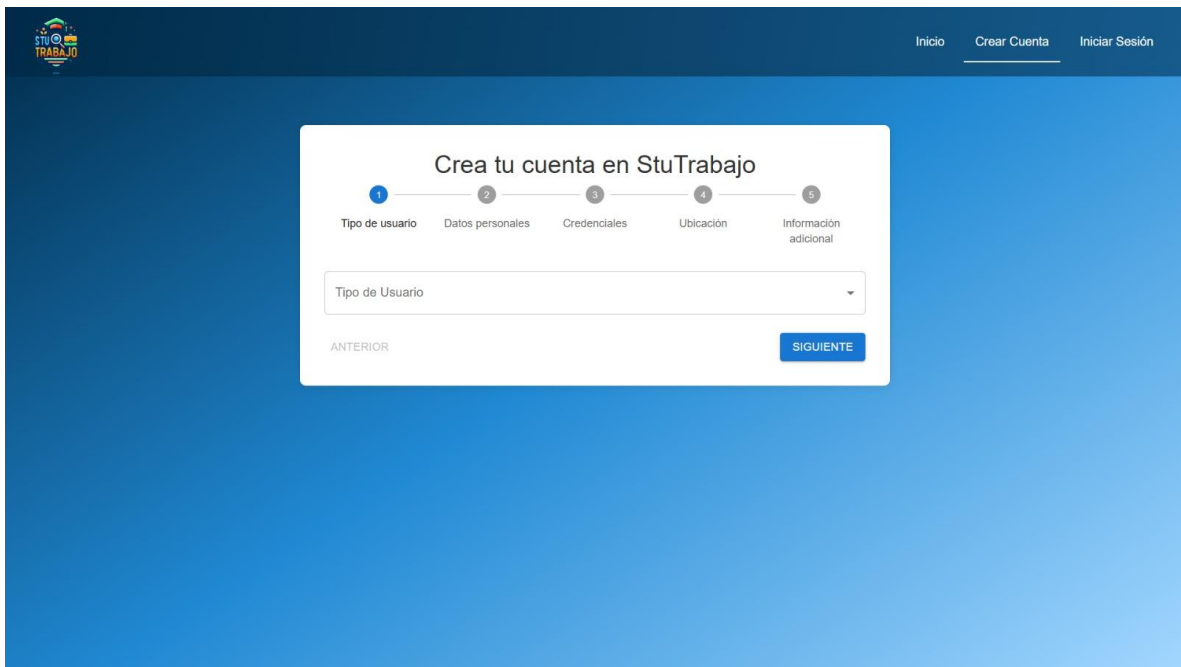 STU
TRABAJO
Inicio Crear Cuenta Iniciar Sesión
Crea tu cuenta en StuTrabajo
1 2 3 4 5
Tipo de usuario Datos personales Credenciales Ubicación Información
adicional
Tipo de Usuario
ANTERIOR SIGUIENTE